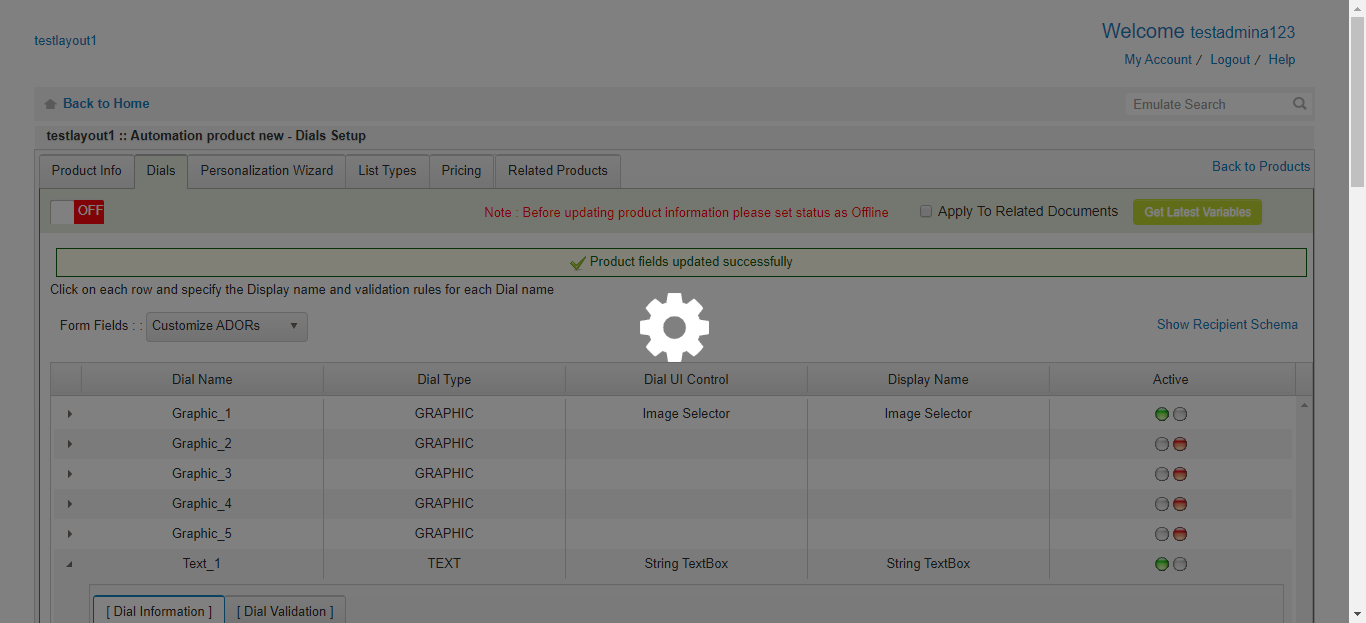 testlayout1
Welcome testadmina123
My Account / Logout / Help
Back to Home
Emulate Search
testlayout1 :: Automation product new - Dials Setup
Product Info Dials Personalization Wizard List Types Pricing Related Products
Back to Products
OFF Note : Before updating product information please set status as Offline Apply To Related Documents Get Latest Variables
Product fields updated successfully
Click on each row and specify the Display name and validation rules for each Dial name
Form Fields : : Customize ADORs Show Recipient Schema
Dial Name Dial Type Dial UI Control Display Name Active
Graphic_1 GRAPHIC Image Selector Image Selector
Graphic_2 GRAPHIC
Graphic_3 GRAPHIC
Graphic_4 GRAPHIC
Graphic_5 GRAPHIC
Text_1 TEXT String TextBox String TextBox
[ Dial Information ] [ Dial Validation ]